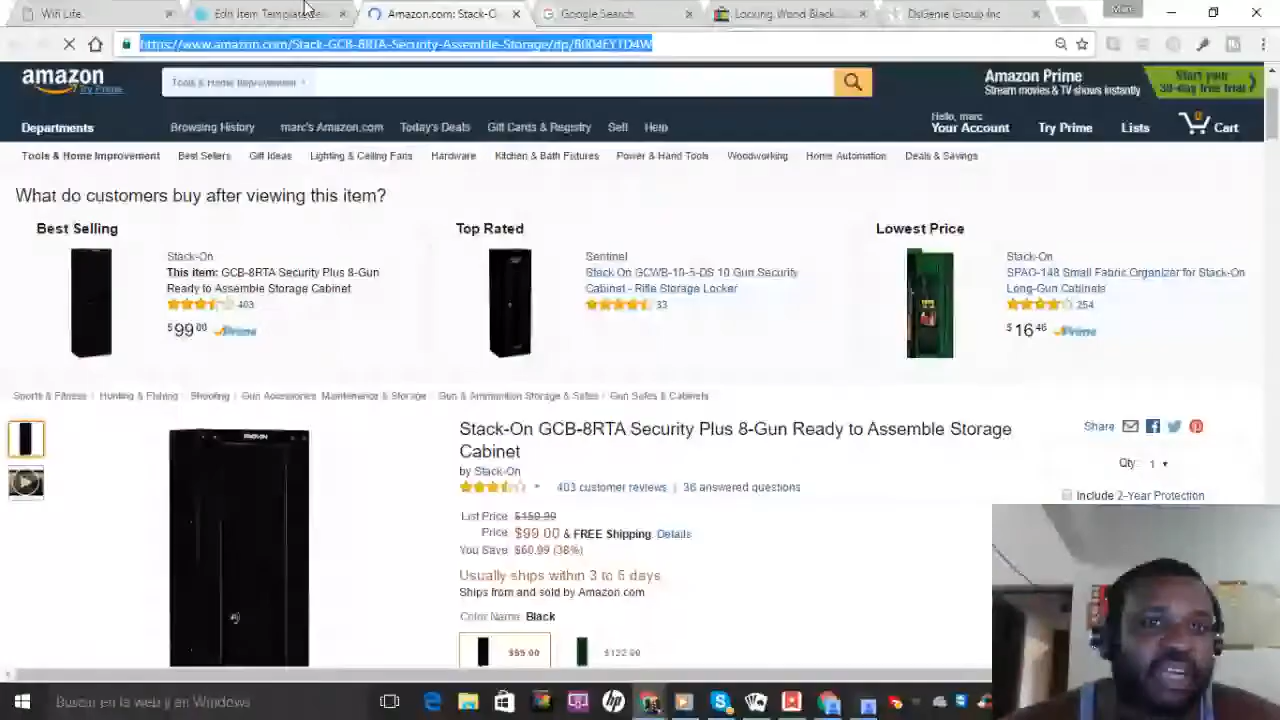 Wifi Life
Edit Item Template
Amazon.com: Stack-O
Google Search
Locking Wood Black
DsGenie Group Inc
Marc
https://www.amazon.com/Stack-GCB-8RTA-Security-Assemble-Storage/dp/B004EYTD4W
amazon
Try Prime
Tools & Home Improvement
Amazon Prime
Stream movies & TV shows instantly
Start your
30-day free trial
Departments
Browsing History marc's Amazon.com Today's Deals Gift Cards & Registry Sell Help
Hello, marc
Your Account
Try Prime
Lists
0
Cart
Tools & Home Improvement Best Sellers Gift Ideas Lighting & Ceiling Fans Hardware Kitchen & Bath Fixtures Power & Hand Tools Woodworking Home Automation Deals & Savings
What do customers buy after viewing this item?
Best Selling
Stack-On
This item: GCB-8RTA Security Plus 8-Gun
Ready to Assemble Storage Cabinet
403
$99 00 Prime
Top Rated
Sentinel
Stack On GCWB-10-5-DS 10 Gun Security
Cabinet - Rifle Storage Locker
33
Lowest Price
Stack-On
SPAO-148 Small Fabric Organizer for Stack-On
Long-Gun Cabinets
254
$16 46 Prime
Sports & Fitness › Hunting & Fishing › Shooting › Gun Accessories, Maintenance & Storage › Gun & Ammunition Storage & Safes › Gun Safes & Cabinets
STACK-ON
Stack-On GCB-8RTA Security Plus 8-Gun Ready to Assemble Storage
Cabinet
by Stack-On
403 customer reviews | 36 answered questions
List Price: $159.99
Price: $99.00 & FREE Shipping. Details
You Save: $60.99 (38%)
Usually ships within 3 to 5 days
Ships from and sold by Amazon.com
Color Name: Black
$99.00
$122.00
Share
Qty: 1
Include 2-Year Protection
Buscar en la web y en Windows